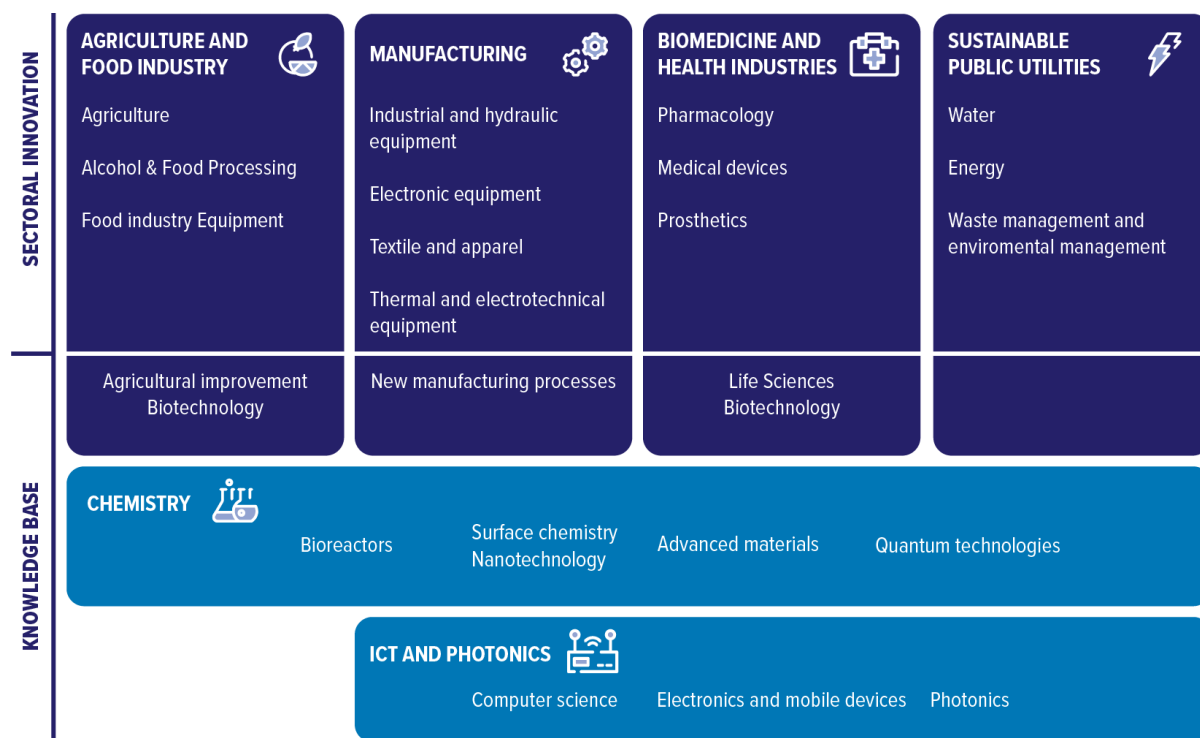 SECTORAL INNOVATION
AGRICULTURE AND
FOOD INDUSTRY
Agriculture
Alcohol & Food Processing
Food industry Equipment
MANUFACTURING
Industrial and hydraulic
equipment
Electronic equipment
Textile and apparel
Thermal and electrotechnical
equipment
BIOMEDICINE AND
HEALTH INDUSTRIES
Pharmacology
Medical devices
Prosthetics
SUSTAINABLE
PUBLIC UTILITIES
Water
Energy
Waste management and
enviromental management
KNOWLEDGE BASE
Agricultural improvement
Biotechnology
New manufacturing processes
Life Sciences
Biotechnology
CHEMISTRY
Bioreactors
Surface chemistry
Nanotechnology
Advanced materials
Quantum technologies
ICT AND PHOTONICS
Computer science
Electronics and mobile devices
Photonics